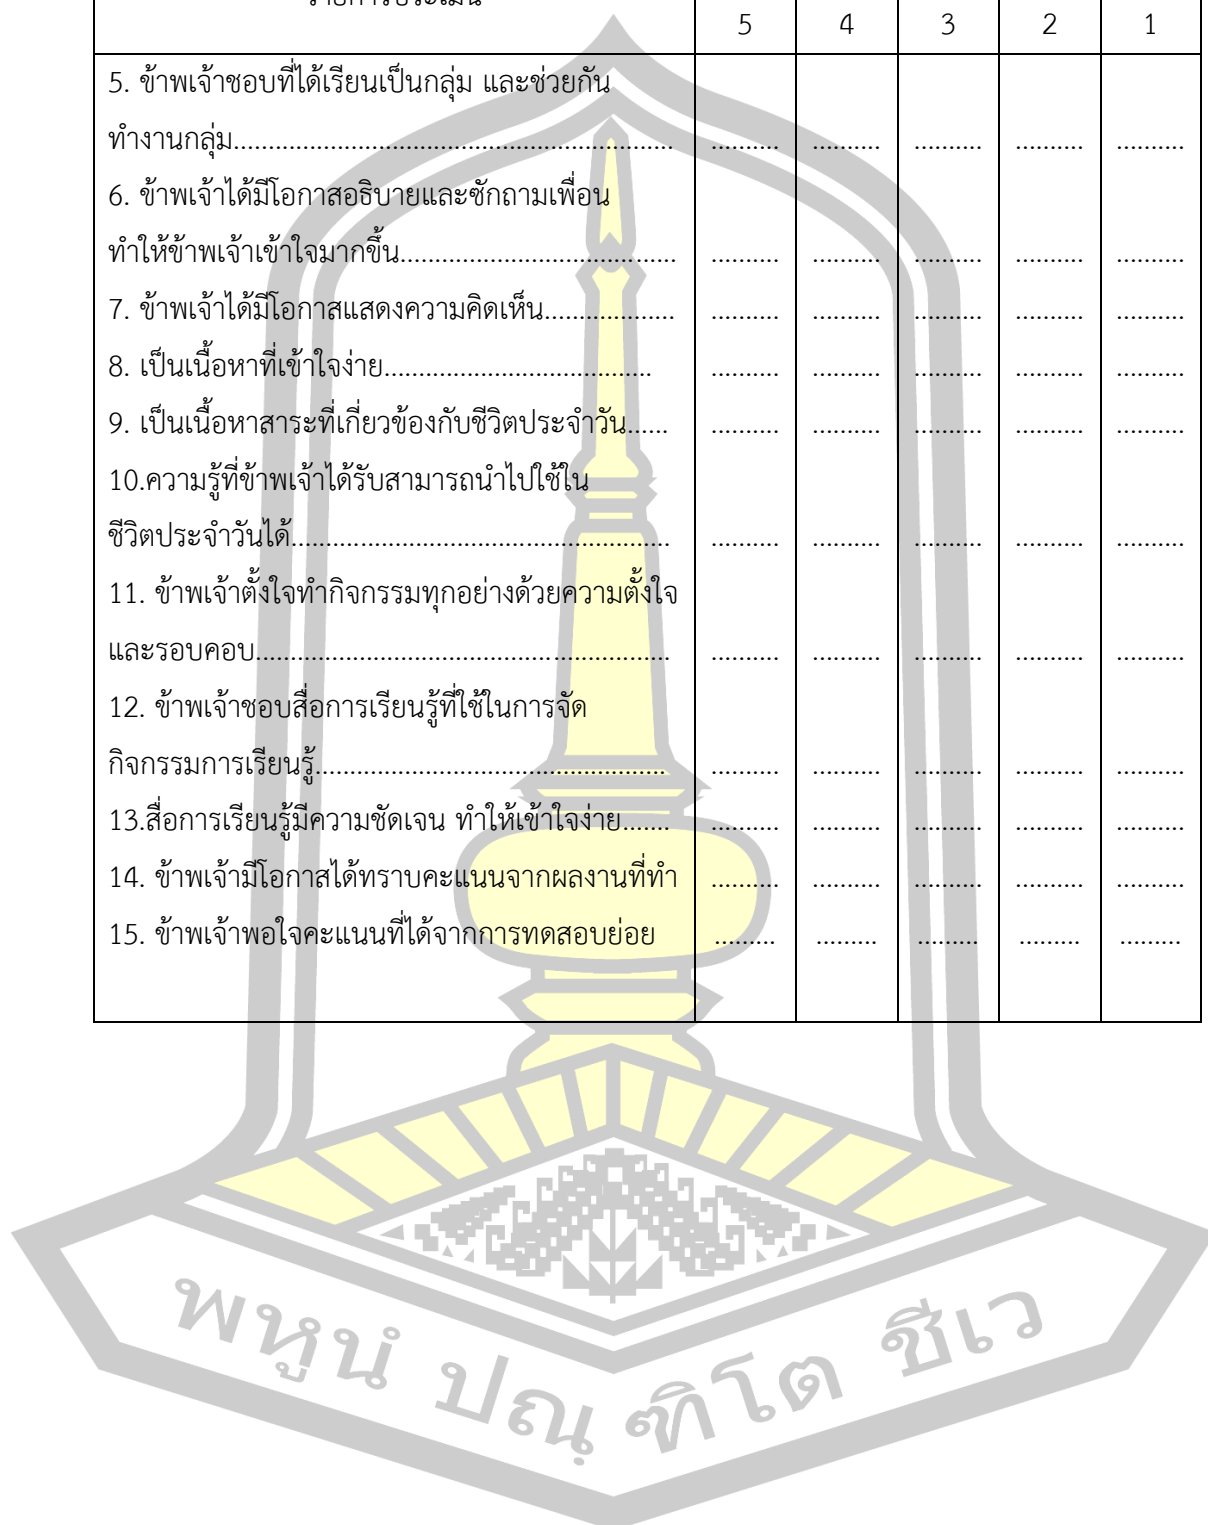 รายการประเมิน
5 4 3 2 1
5. ข้าพเจ้าชอบที่ได้เรียนเป็นกลุ่ม และช่วยกัน
ทำงานกลุ่ม................................................................ .......... .......... .......... .......... ..........
6. ข้าพเจ้าได้มีโอกาสอธิบายและซักถามเพื่อน
ทำให้ข้าพเจ้าเข้าใจมากขึ้น........................................ .......... .......... .......... .......... ..........
7. ข้าพเจ้าได้มีโอกาสแสดงความคิดเห็น................... .......... .......... .......... .......... ..........
8. เป็นเนื้อหาที่เข้าใจง่าย....................................... .......... .......... .......... .......... ..........
9. เป็นเนื้อหาสาระที่เกี่ยวข้องกับชีวิตประจำวัน...... .......... .......... .......... .......... ..........
10.ความรู้ที่ข้าพเจ้าได้รับสามารถนำไปใช้ใน
ชีวิตประจำวันได้....................................................... .......... .......... .......... .......... ..........
11. ข้าพเจ้าตั้งใจทำกิจกรรมทุกอย่างด้วยความตั้งใจ
และรอบคอบ............................................................ .......... .......... .......... .......... ..........
12. ข้าพเจ้าชอบสื่อการเรียนรู้ที่ใช้ในการจัด
กิจกรรมการเรียนรู้................................................... .......... .......... .......... .......... ..........
13.สื่อการเรียนรู้มีความชัดเจน ทำให้เข้าใจง่าย....... .......... .......... .......... .......... ..........
14. ข้าพเจ้ามีโอกาสได้ทราบคะแนนจากผลงานที่ทำ .......... .......... .......... .......... ..........
15. ข้าพเจ้าพอใจคะแนนที่ได้จากการทดสอบย่อย ......... ......... ......... ......... .........
พหูนํ ปณฺฑิโต ชีเว